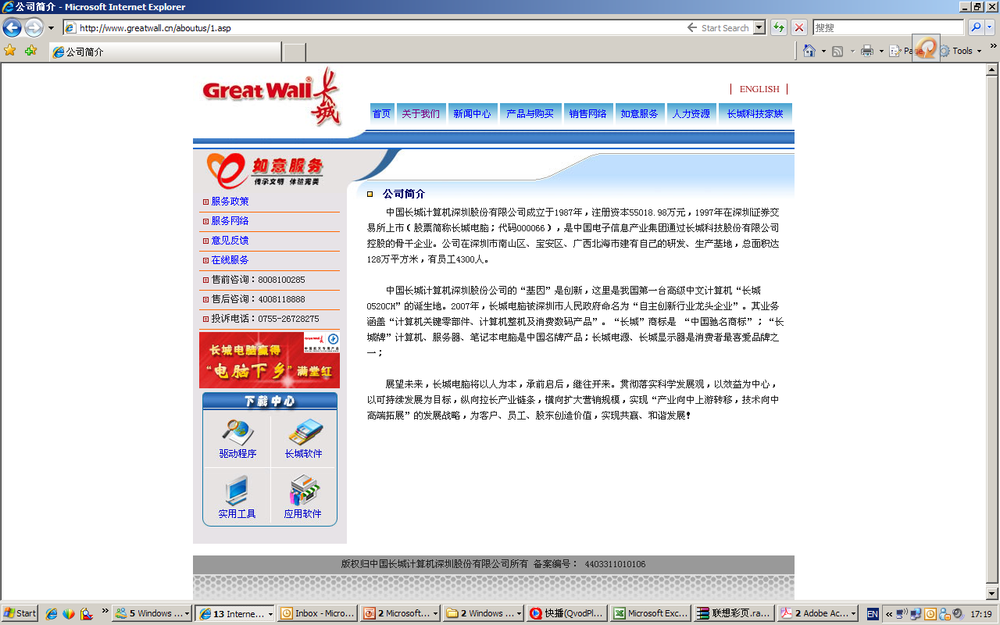 公司简介 - Microsoft Internet Explorer
http://www.greatwall.cn/aboutus/1.asp
Start Search
搜搜
公司简介
Tools
Great Wall® 长城
ENGLISH
首页 关于我们 新闻中心 产品与购买 销售网络 如意服务 人力资源 长城科技家族
如意服务
传承文明 体验完美
服务政策
服务网络
意见反馈
在线服务
售前咨询：8008100285
售后咨询：4008118888
投诉电话：0755-26728275
长城电脑赢得
“电脑下乡”满堂红
下载中心
驱动程序 长城软件
实用工具 应用软件
公司简介
中国长城计算机深圳股份有限公司成立于1987年，注册资本55018.98万元，1997年在深圳证券交
易所上市（股票简称长城电脑；代码000066），是中国电子信息产业集团通过长城科技股份有限公司
控股的骨干企业。公司在深圳市南山区、宝安区、广西北海市建有自己的研发、生产基地，总面积达
128万平方米，有员工4300人。
中国长城计算机深圳股份公司的“基因”是创新，这里是我国第一台高级中文计算机“长城
0520CH”的诞生地。2007年，长城电脑被深圳市人民政府命名为“自主创新行业龙头企业”。其业务
涵盖“计算机关键零部件、计算机整机及消费数码产品”。“长城”商标是 “中国驰名商标”；“长
城牌”计算机、服务器、笔记本电脑是中国名牌产品；长城电源、长城显示器是消费者最喜爱品牌之
一；
展望未来，长城电脑将以人为本，承前启后，继往开来。贯彻落实科学发展观，以效益为中心，
以可持续发展为目标，纵向拉长产业链条，横向扩大营销规模，实现“产业向中上游转移，技术向中
高端拓展”的发展战略，为客户、员工、股东创造价值，实现共赢、和谐发展！
版权归中国长城计算机深圳股份有限公司所有 备案编号： 4403311010106
Start
5 Windows ...
13 Interne...
Inbox - Micro...
2 Microsoft...
2 Windows ...
快播(QvodPl...
Microsoft Exc...
联想彩页.ra...
2 Adobe Ac...
EN
17:19